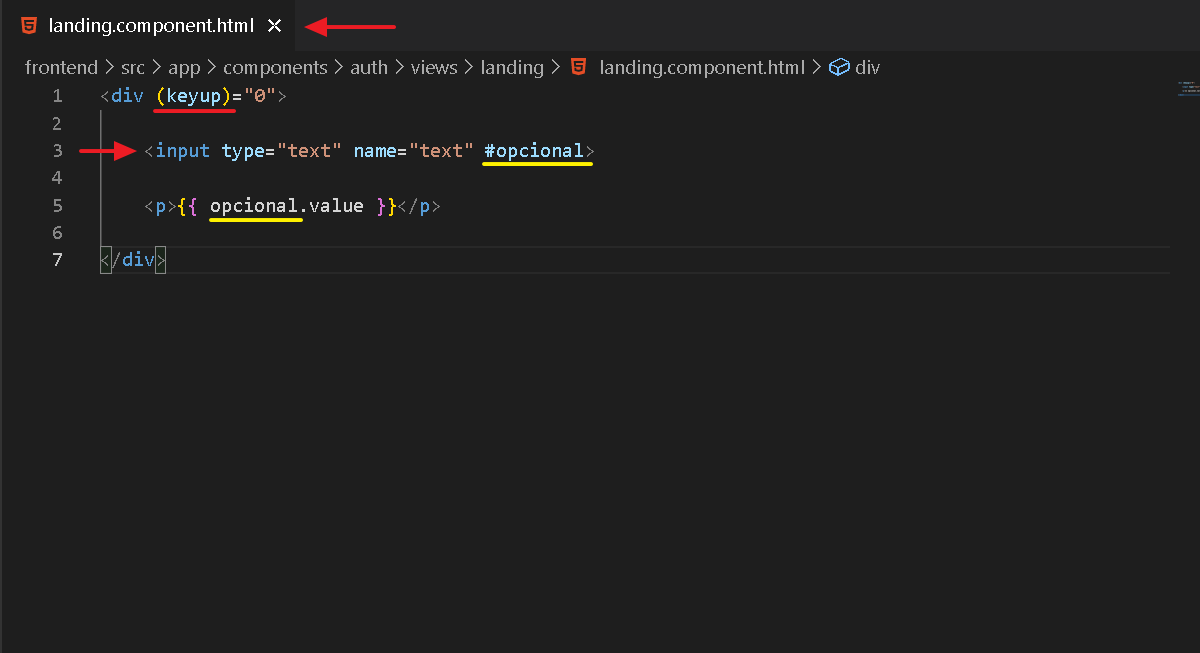 landing.component.html ×
frontend > src > app > components > auth > views > landing > landing.component.html > div
1 <div (keyup)="0">
2
3 <input type="text" name="text" #opcional>
4
5 <p>{{ opcional.value }}</p>
6
7 </div>